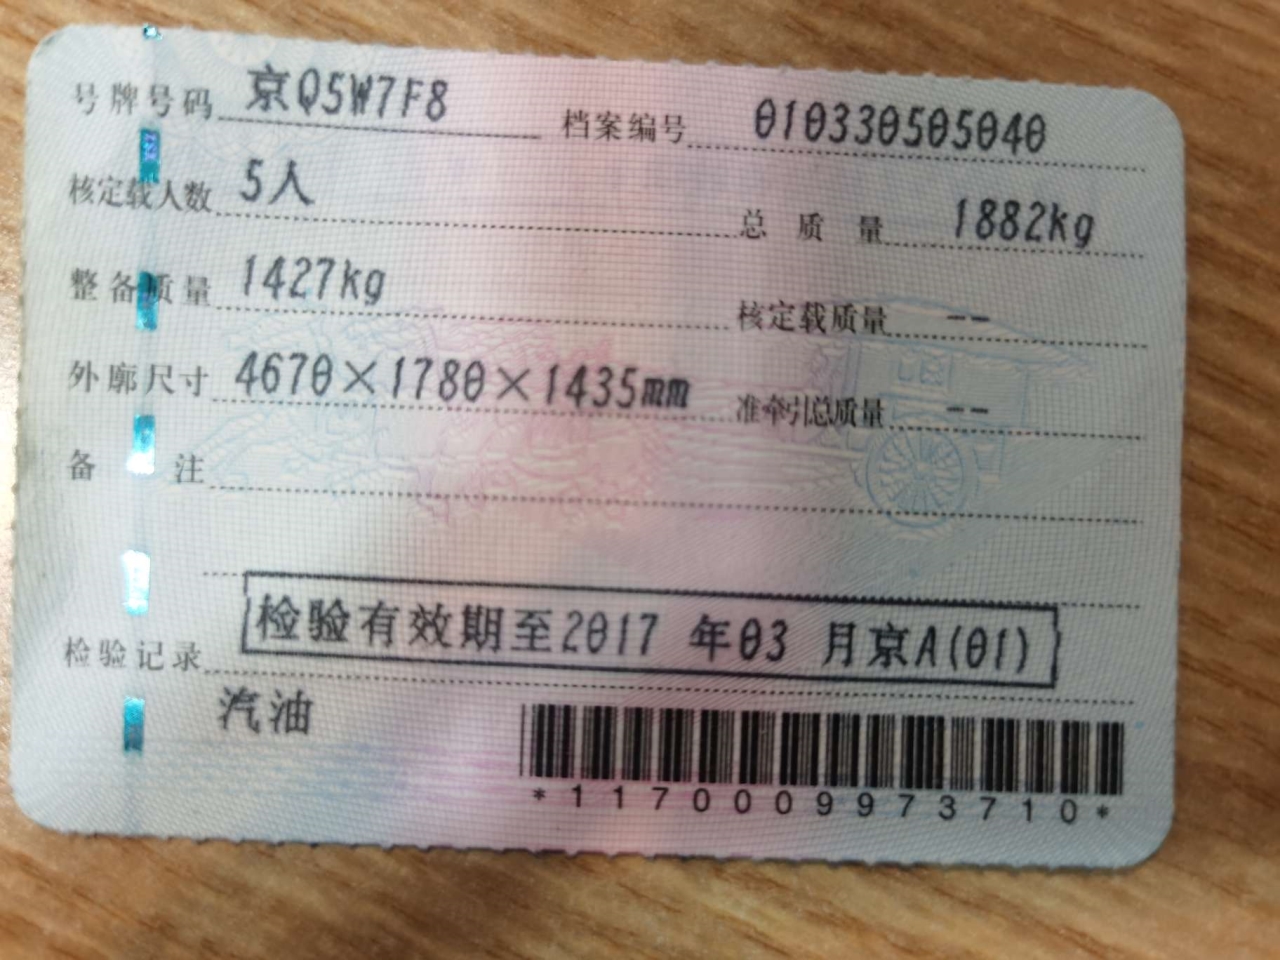 号牌号码 京Q5W7F8 档案编号 010330505040
核定载人数 5人 总质量 1882kg
整备质量 1427kg 核定载质量 --
外廓尺寸 4670×1780×1435mm 准牵引总质量 --
备注
检验记录 检验有效期至2017 年03 月京A(01)
汽油
*1170009973710*